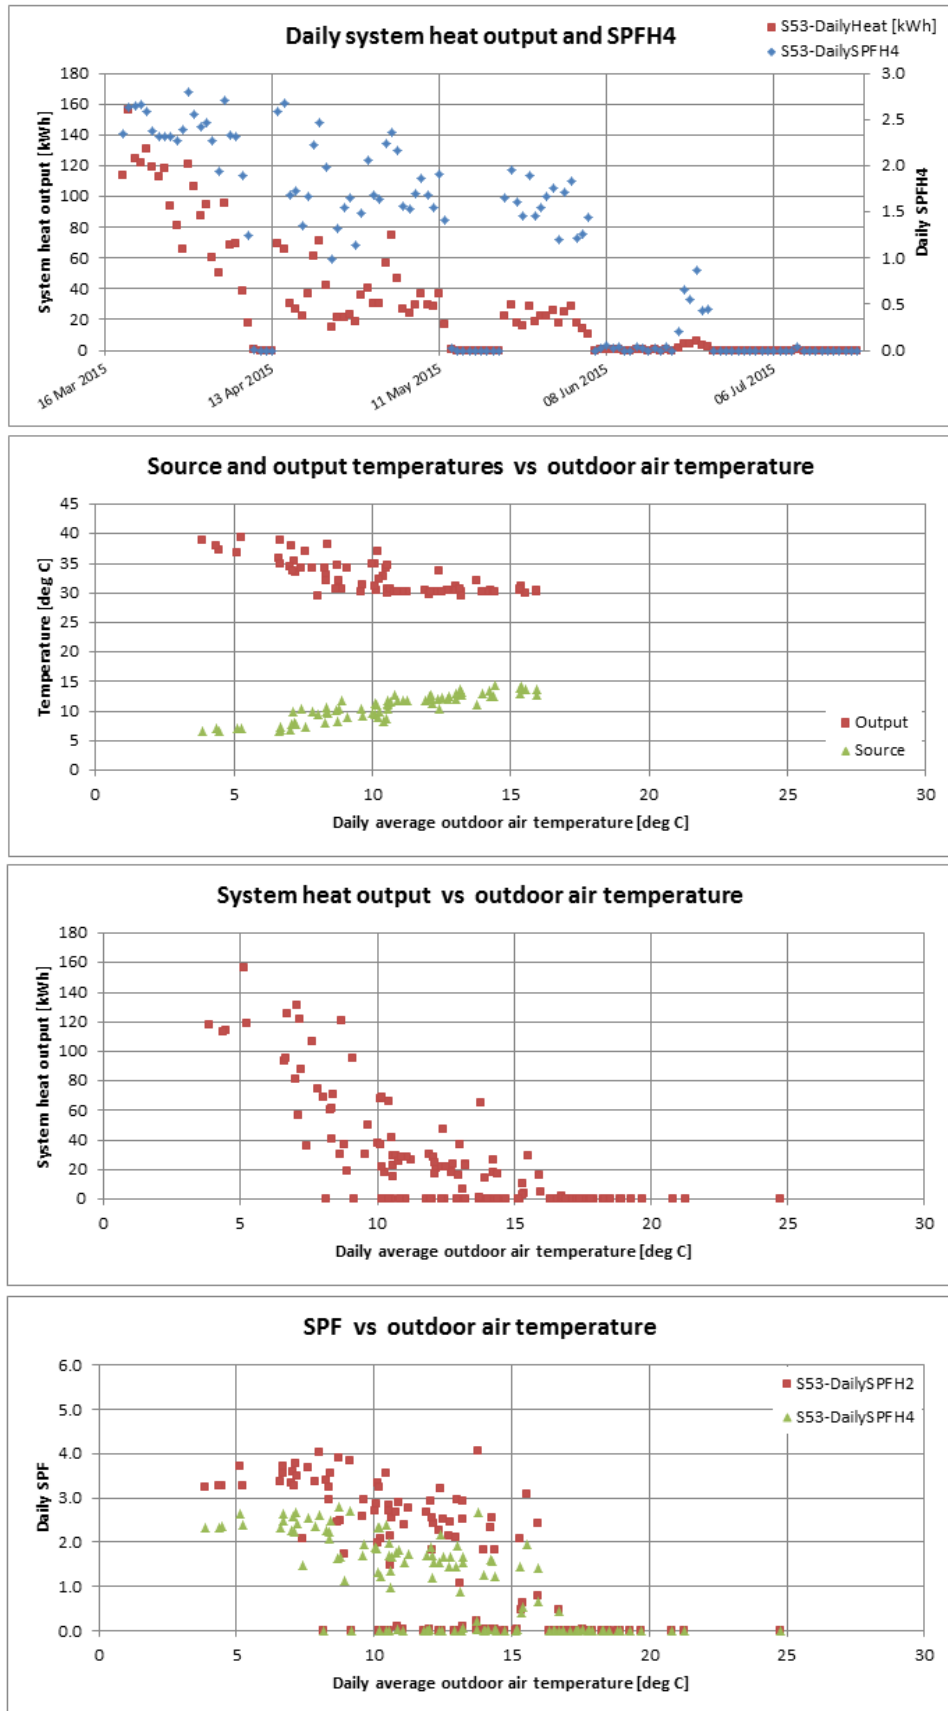 Daily system heat output and SPFH4
S53-DailyHeat [kWh]
S53-DailySPFH4
System heat output [kWh]
180
160
140
120
100
80
60
40
20
0
3.0
2.5
2.0
1.5
1.0
0.5
0.0
Daily SPFH4
16 Mar 2015
13 Apr 2015
11 May 2015
08 Jun 2015
06 Jul 2015
Source and output temperatures vs outdoor air temperature
Temperature [deg C]
45
40
35
30
25
20
15
10
5
0
Output
Source
0 5 10 15 20 25 30
Daily average outdoor air temperature [deg C]
System heat output vs outdoor air temperature
System heat output [kWh]
180
160
140
120
100
80
60
40
20
0
0 5 10 15 20 25 30
Daily average outdoor air temperature [deg C]
SPF vs outdoor air temperature
Daily SPF
6.0
5.0
4.0
3.0
2.0
1.0
0.0
S53-DailySPFH2
S53-DailySPFH4
0 5 10 15 20 25 30
Daily average outdoor air temperature [deg C]